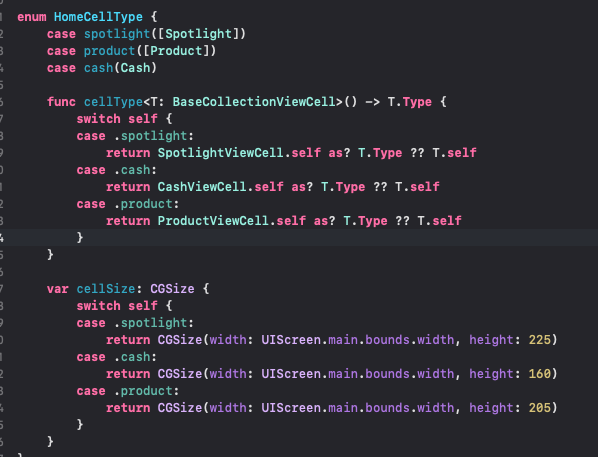 enum HomeCellType {
    case spotlight([Spotlight])
    case product([Product])
    case cash(Cash)

    func cellType<T: BaseCollectionViewCell>() -> T.Type {
        switch self {
        case .spotlight:
            return SpotlightViewCell.self as? T.Type ?? T.self
        case .cash:
            return CashViewCell.self as? T.Type ?? T.self
        case .product:
            return ProductViewCell.self as? T.Type ?? T.self
        }
    }

    var cellSize: CGSize {
        switch self {
        case .spotlight:
            return CGSize(width: UIScreen.main.bounds.width, height: 225)
        case .cash:
            return CGSize(width: UIScreen.main.bounds.width, height: 160)
        case .product:
            return CGSize(width: UIScreen.main.bounds.width, height: 205)
        }
    }
}